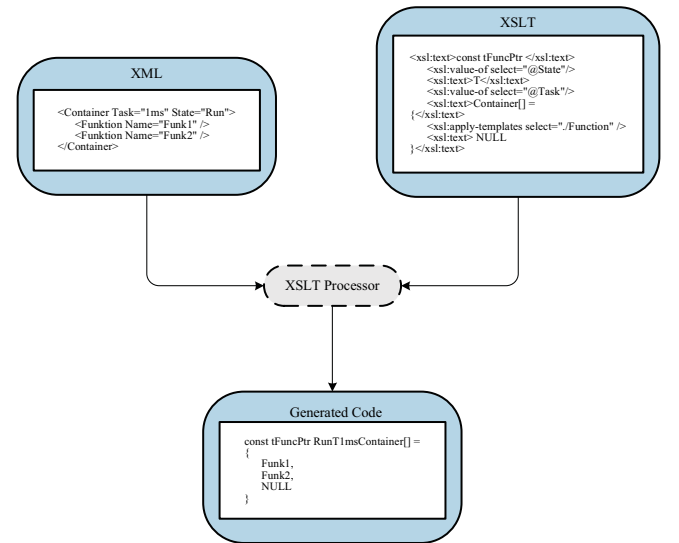 XML
<Container Task="1ms" State="Run">
<Funktion Name="Funk1" />
<Funktion Name="Funk2" />
</Container>
XSLT
<xsl:text>const tFuncPtr </xsl:text>
<xsl:value-of select="@State"/>
<xsl:text>T</xsl:text>
<xsl:value-of select="@Task"/>
<xsl:text>Container[] =
{</xsl:text>
<xsl:apply-templates select="./Function" />
<xsl:text> NULL
}</xsl:text>
XSLT Processor
Generated Code
const tFuncPtr RunT1msContainer[] =
{
Funk1,
Funk2,
NULL
}